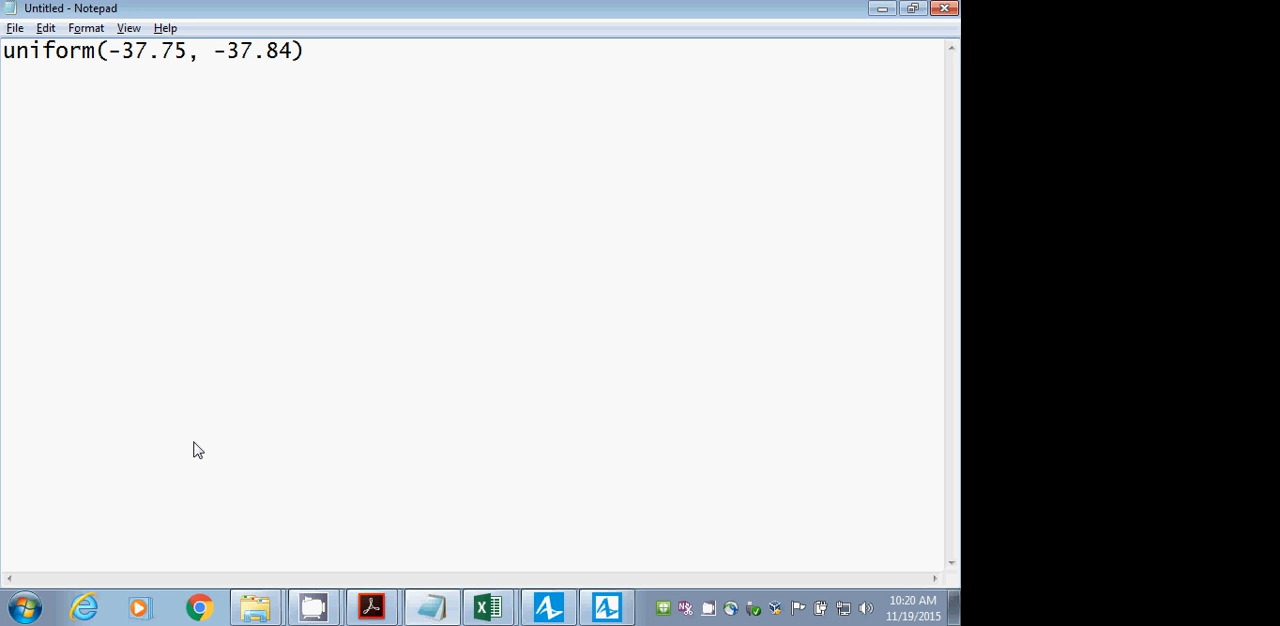 Untitled - Notepad
File Edit Format View Help
uniform(-37.75, -37.84)
10:20 AM
11/19/2015